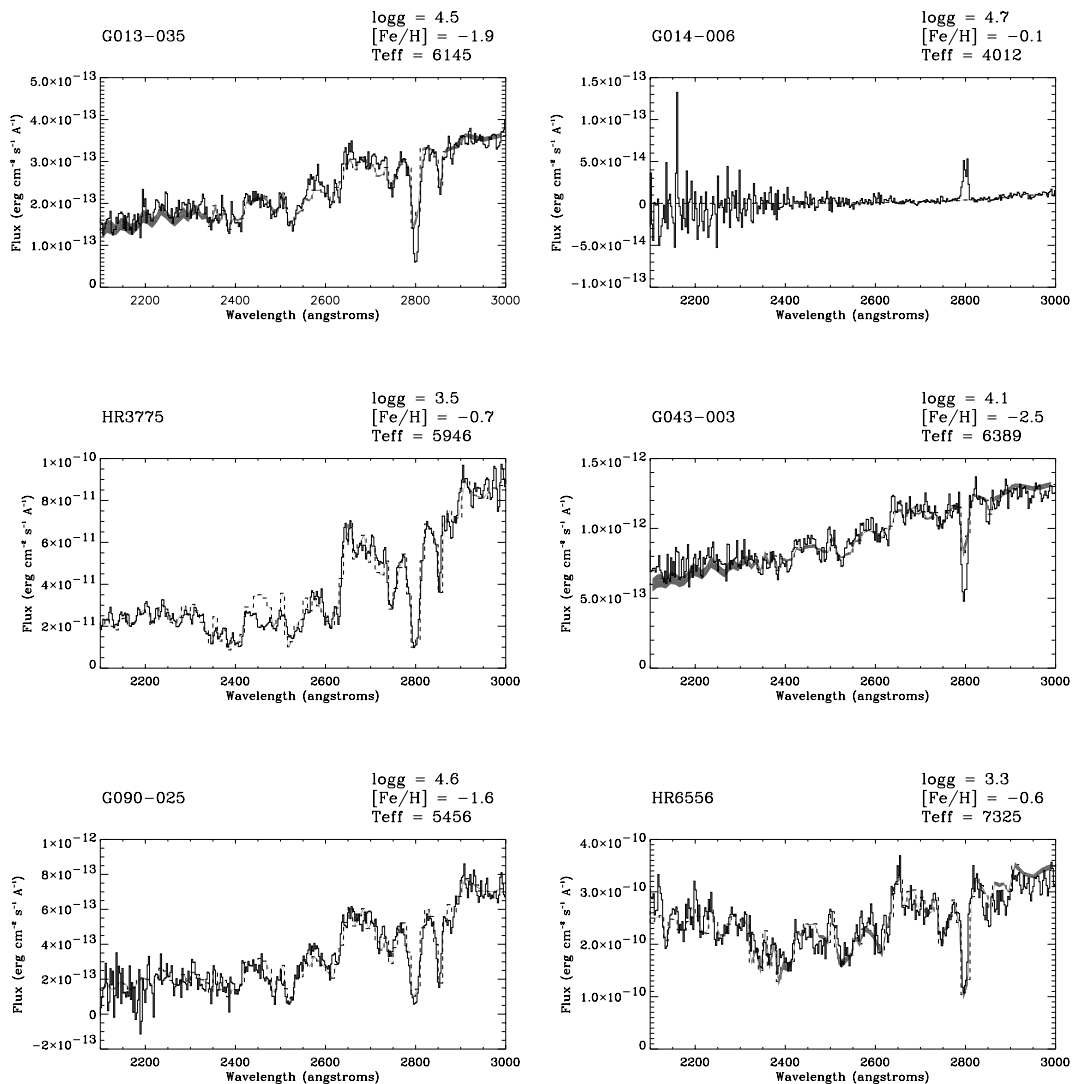 G013-035
logg = 4.5
[Fe/H] = -1.9
Teff = 6145
5.0×10⁻¹³
4.0×10⁻¹³
3.0×10⁻¹³
2.0×10⁻¹³
1.0×10⁻¹³
0
Flux (erg cm⁻² s⁻¹ A⁻¹)
2200 2400 2600 2800 3000
Wavelength (angstroms)
G014-006
logg = 4.7
[Fe/H] = -0.1
Teff = 4012
1.5×10⁻¹³
1.0×10⁻¹³
5.0×10⁻¹⁴
0
-5.0×10⁻¹⁴
-1.0×10⁻¹³
Flux (erg cm⁻² s⁻¹ A⁻¹)
2200 2400 2600 2800 3000
Wavelength (angstroms)
HR3775
logg = 3.5
[Fe/H] = -0.7
Teff = 5946
1×10⁻¹⁰
8×10⁻¹¹
6×10⁻¹¹
4×10⁻¹¹
2×10⁻¹¹
0
Flux (erg cm⁻² s⁻¹ A⁻¹)
2200 2400 2600 2800 3000
Wavelength (angstroms)
G043-003
logg = 4.1
[Fe/H] = -2.5
Teff = 6389
1.5×10⁻¹²
1.0×10⁻¹²
5.0×10⁻¹³
0
Flux (erg cm⁻² s⁻¹ A⁻¹)
2200 2400 2600 2800 3000
Wavelength (angstroms)
G090-025
logg = 4.6
[Fe/H] = -1.6
Teff = 5456
1×10⁻¹²
8×10⁻¹³
6×10⁻¹³
4×10⁻¹³
2×10⁻¹³
0
-2×10⁻¹³
Flux (erg cm⁻² s⁻¹ A⁻¹)
2200 2400 2600 2800 3000
Wavelength (angstroms)
HR6556
logg = 3.3
[Fe/H] = -0.6
Teff = 7325
4.0×10⁻¹⁰
3.0×10⁻¹⁰
2.0×10⁻¹⁰
1.0×10⁻¹⁰
0
Flux (erg cm⁻² s⁻¹ A⁻¹)
2200 2400 2600 2800 3000
Wavelength (angstroms)